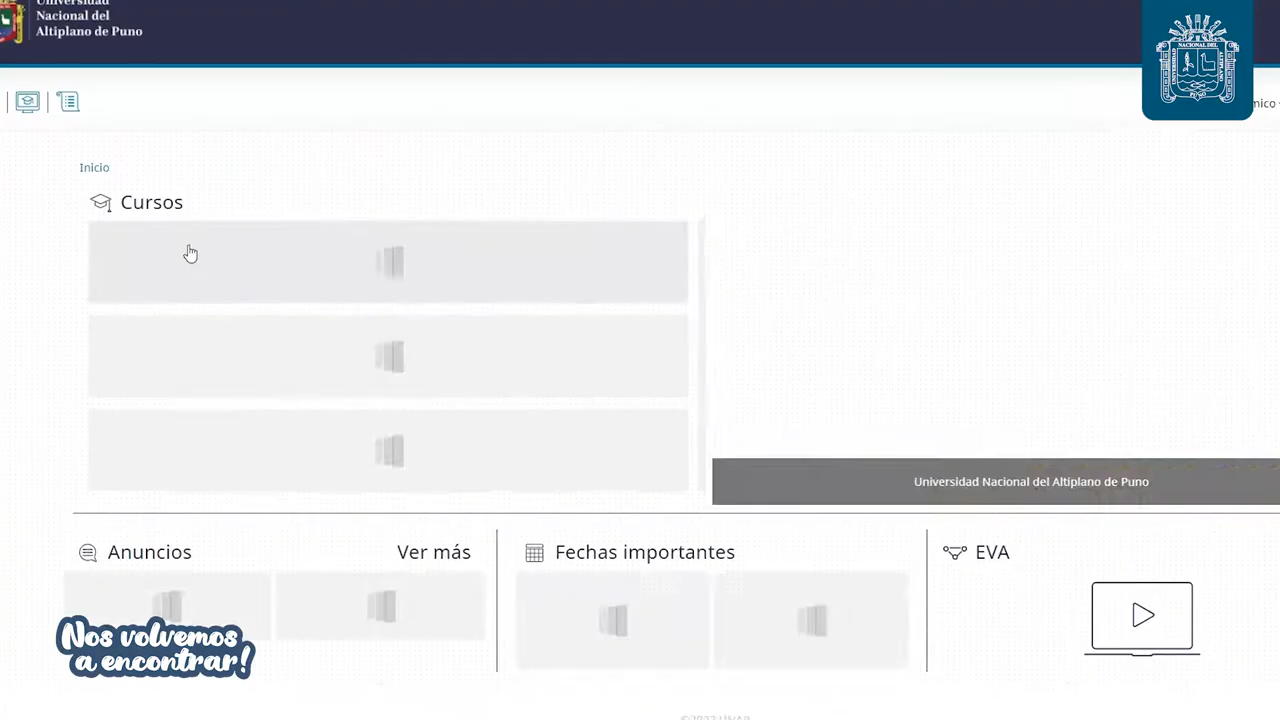 Universidad
Nacional del
Altiplano de Puno
Inicio
Cursos
Universidad Nacional del Altiplano de Puno
Anuncios
Ver más
Fechas importantes
EVA
Nos volvemos
a encontrar!